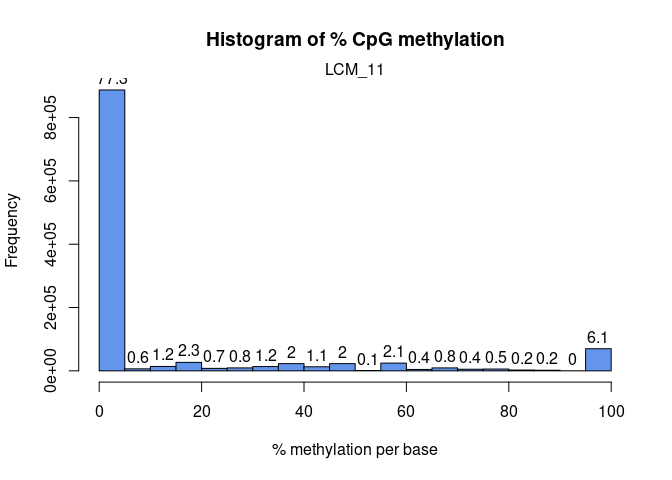 Histogram of % CpG methylation
LCM_11
77.3
0.6 1.2 2.3 0.7 0.8 1.2 2 1.1 2 0.1 2.1 0.4 0.8 0.4 0.5 0.2 0.2 0 6.1
Frequency
8e+05
6e+05
4e+05
2e+05
0e+00
0 20 40 60 80 100
% methylation per base